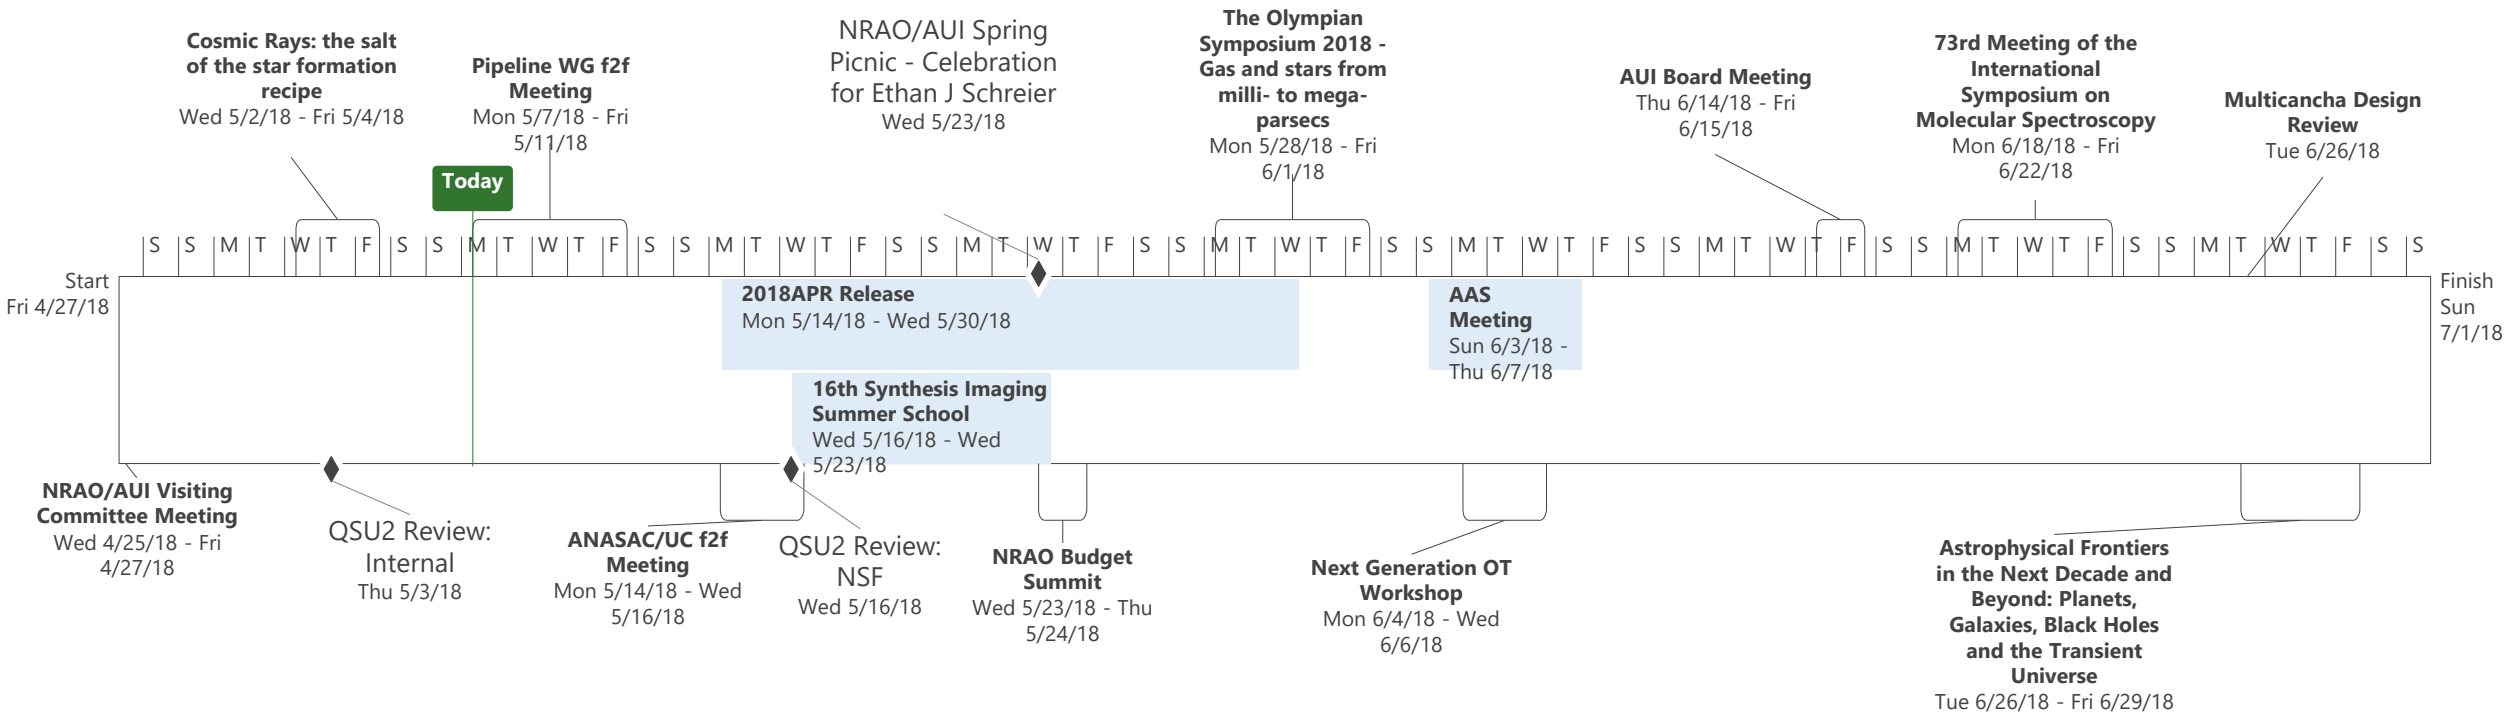 Cosmic Rays: the salt
of the star formation
recipe
Wed 5/2/18 - Fri 5/4/18
Pipeline WG f2f
Meeting
Mon 5/7/18 - Fri
5/11/18
NRAO/AUI Spring
Picnic - Celebration
for Ethan J Schreier
Wed 5/23/18
The Olympian
Symposium 2018 -
Gas and stars from
milli- to mega-
parsecs
Mon 5/28/18 - Fri
6/1/18
AUI Board Meeting
Thu 6/14/18 - Fri
6/15/18
73rd Meeting of the
International
Symposium on
Molecular Spectroscopy
Mon 6/18/18 - Fri
6/22/18
Multicancha Design
Review
Tue 6/26/18
Today
S S M T W T F S S M T W T F S S M T W T F S S M T W T F S S M T W T F S S M T W T F S S M T W T F S S M T W T F S S M T W T F S S
Start
Fri 4/27/18
2018APR Release
Mon 5/14/18 - Wed 5/30/18
AAS
Meeting
Sun 6/3/18 -
Thu 6/7/18
Finish
Sun
7/1/18
16th Synthesis Imaging
Summer School
Wed 5/16/18 - Wed
5/23/18
NRAO/AUI Visiting
Committee Meeting
Wed 4/25/18 - Fri
4/27/18
QSU2 Review:
Internal
Thu 5/3/18
ANASAC/UC f2f
Meeting
Mon 5/14/18 - Wed
5/16/18
QSU2 Review:
NSF
Wed 5/16/18
NRAO Budget
Summit
Wed 5/23/18 - Thu
5/24/18
Next Generation OT
Workshop
Mon 6/4/18 - Wed
6/6/18
Astrophysical Frontiers
in the Next Decade and
Beyond: Planets,
Galaxies, Black Holes
and the Transient
Universe
Tue 6/26/18 - Fri 6/29/18